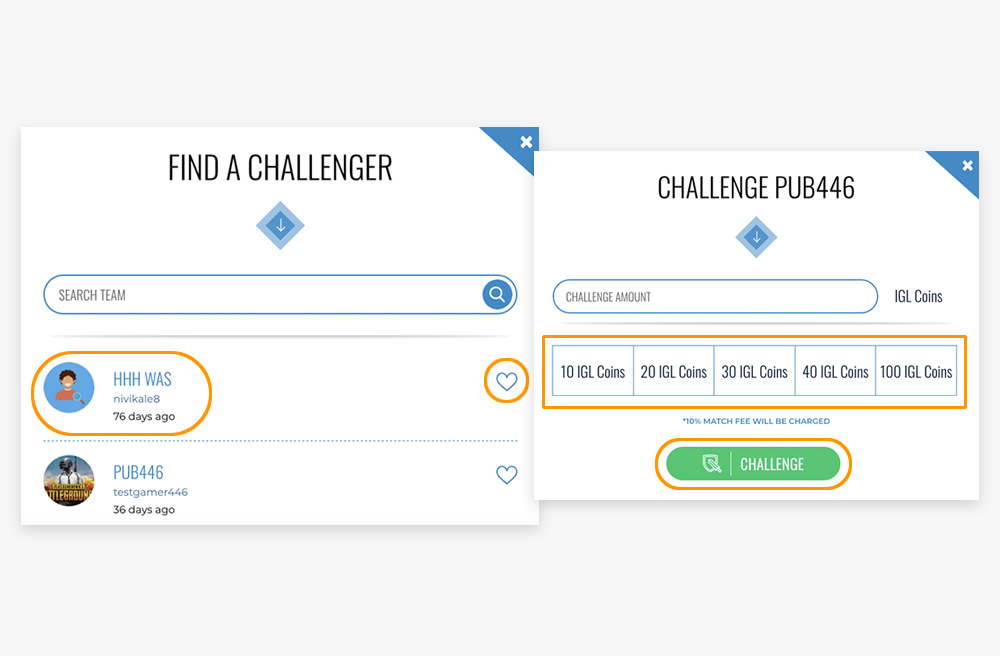 FIND A CHALLENGER
SEARCH TEAM
HHH WAS
nivikale8
76 days ago
PUB446
testgamer446
36 days ago
CHALLENGE PUB446
CHALLENGE AMOUNT
IGL Coins
10 IGL Coins
20 IGL Coins
30 IGL Coins
40 IGL Coins
100 IGL Coins
*10% MATCH FEE WILL BE CHARGED
CHALLENGE